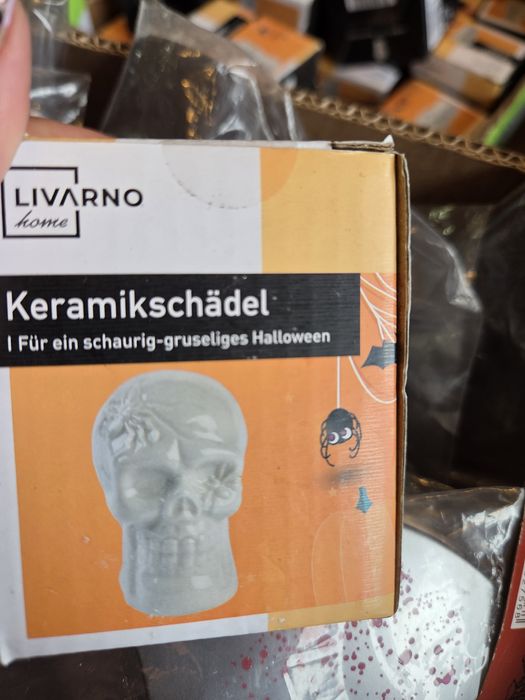 LIVARNO
home
Keramikschädel
| Für ein schaurig-gruseliges Halloween